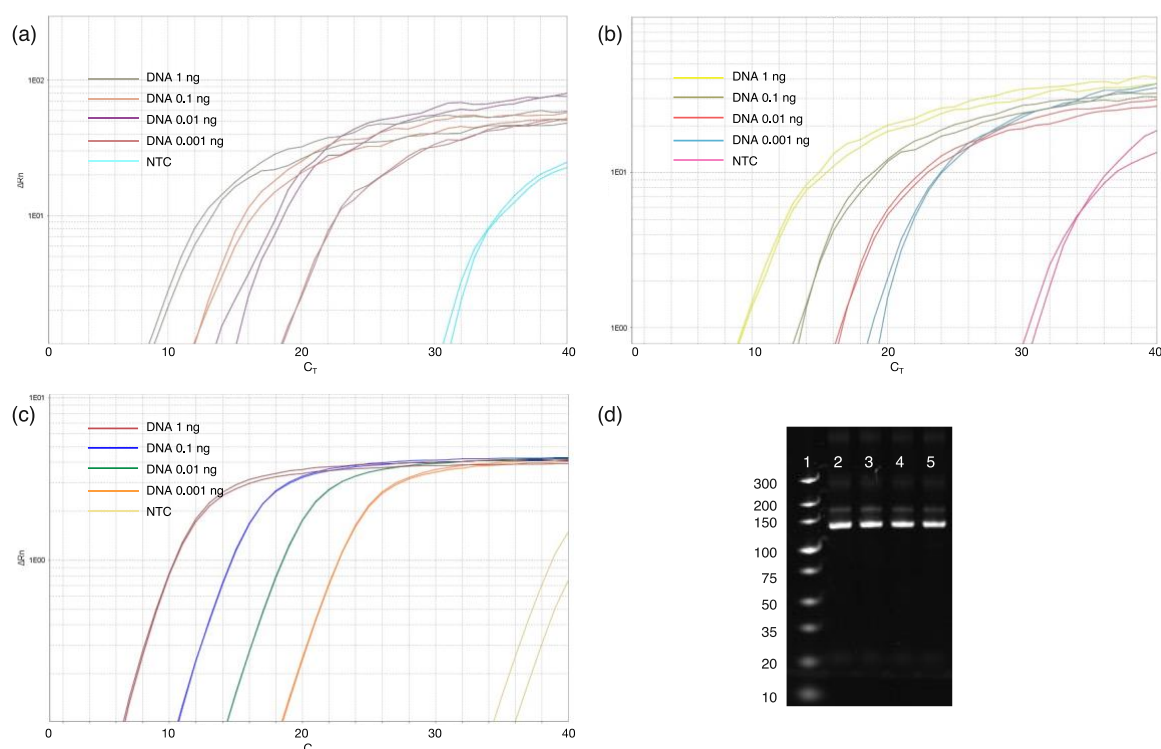 (a)
1E02
DNA 1 ng
DNA 0.1 ng
DNA 0.01 ng
DNA 0.001 ng
NTC
ΔRn
1E01
0 10 20 30 40
CT
(b)
DNA 1 ng
DNA 0.1 ng
DNA 0.01 ng
DNA 0.001 ng
NTC
1E01
1E00
0 10 20 30 40
CT
(c)
1E01
DNA 1 ng
DNA 0.1 ng
DNA 0.01 ng
DNA 0.001 ng
NTC
ΔRn
1E00
0 10 20 30 40
C
(d)
1 2 3 4 5
300
200
150
100
75
50
35
20
10